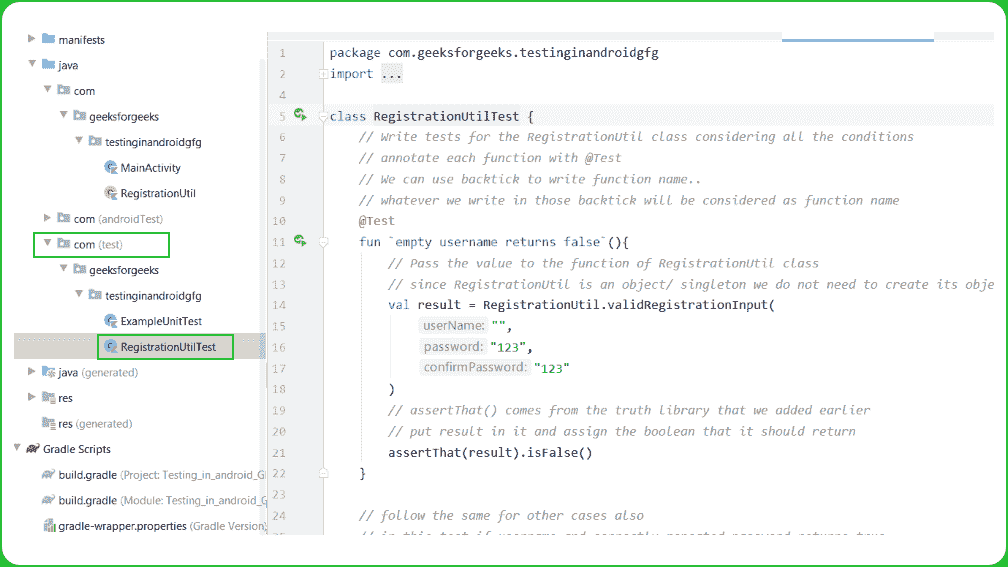 manifests
java
com
geeksforgeeks
testinginandroidgfg
MainActivity
RegistrationUtil
com (androidTest)
com (test)
geeksforgeeks
testinginandroidgfg
ExampleUnitTest
RegistrationUtilTest
java (generated)
res
res (generated)
Gradle Scripts
build.gradle (Project: Testing_in_android_G
build.gradle (Module: Testing_in_android_G
gradle-wrapper.properties (Gradle Version)
1 package com.geeksforgeeks.testinginandroidgfg
2 import ...
4
5 class RegistrationUtilTest {
6 // Write tests for the RegistrationUtil class considering all the conditions
7 // annotate each function with @Test
8 // We can use backtick to write function name..
9 // whatever we write in those backtick will be considered as function name
10 @Test
11 fun `empty username returns false`(){
12 // Pass the value to the function of RegistrationUtil class
13 // since RegistrationUtil is an object/ singleton we do not need to create its obje
14 val result = RegistrationUtil.validRegistrationInput(
15 userName: "",
16 password: "123",
17 confirmPassword: "123"
18 )
19 // assertThat() comes from the truth library that we added earlier
20 // put result in it and assign the boolean that it should return
21 assertThat(result).isFalse()
22 }
23
24 // follow the same for other cases also